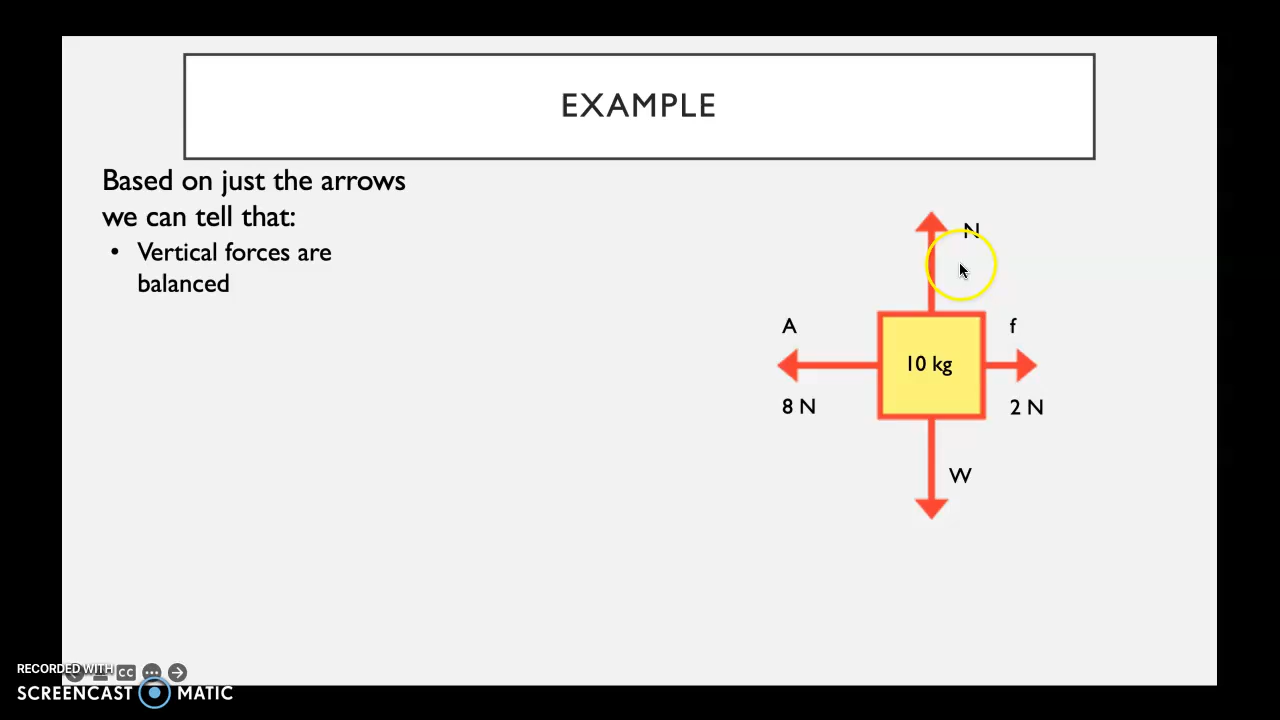 EXAMPLE
Based on just the arrows
we can tell that:
• Vertical forces are
balanced
N
A
f
10 kg
8 N
2 N
W
RECORDED WITH
CC
SCREENCAST MATIC